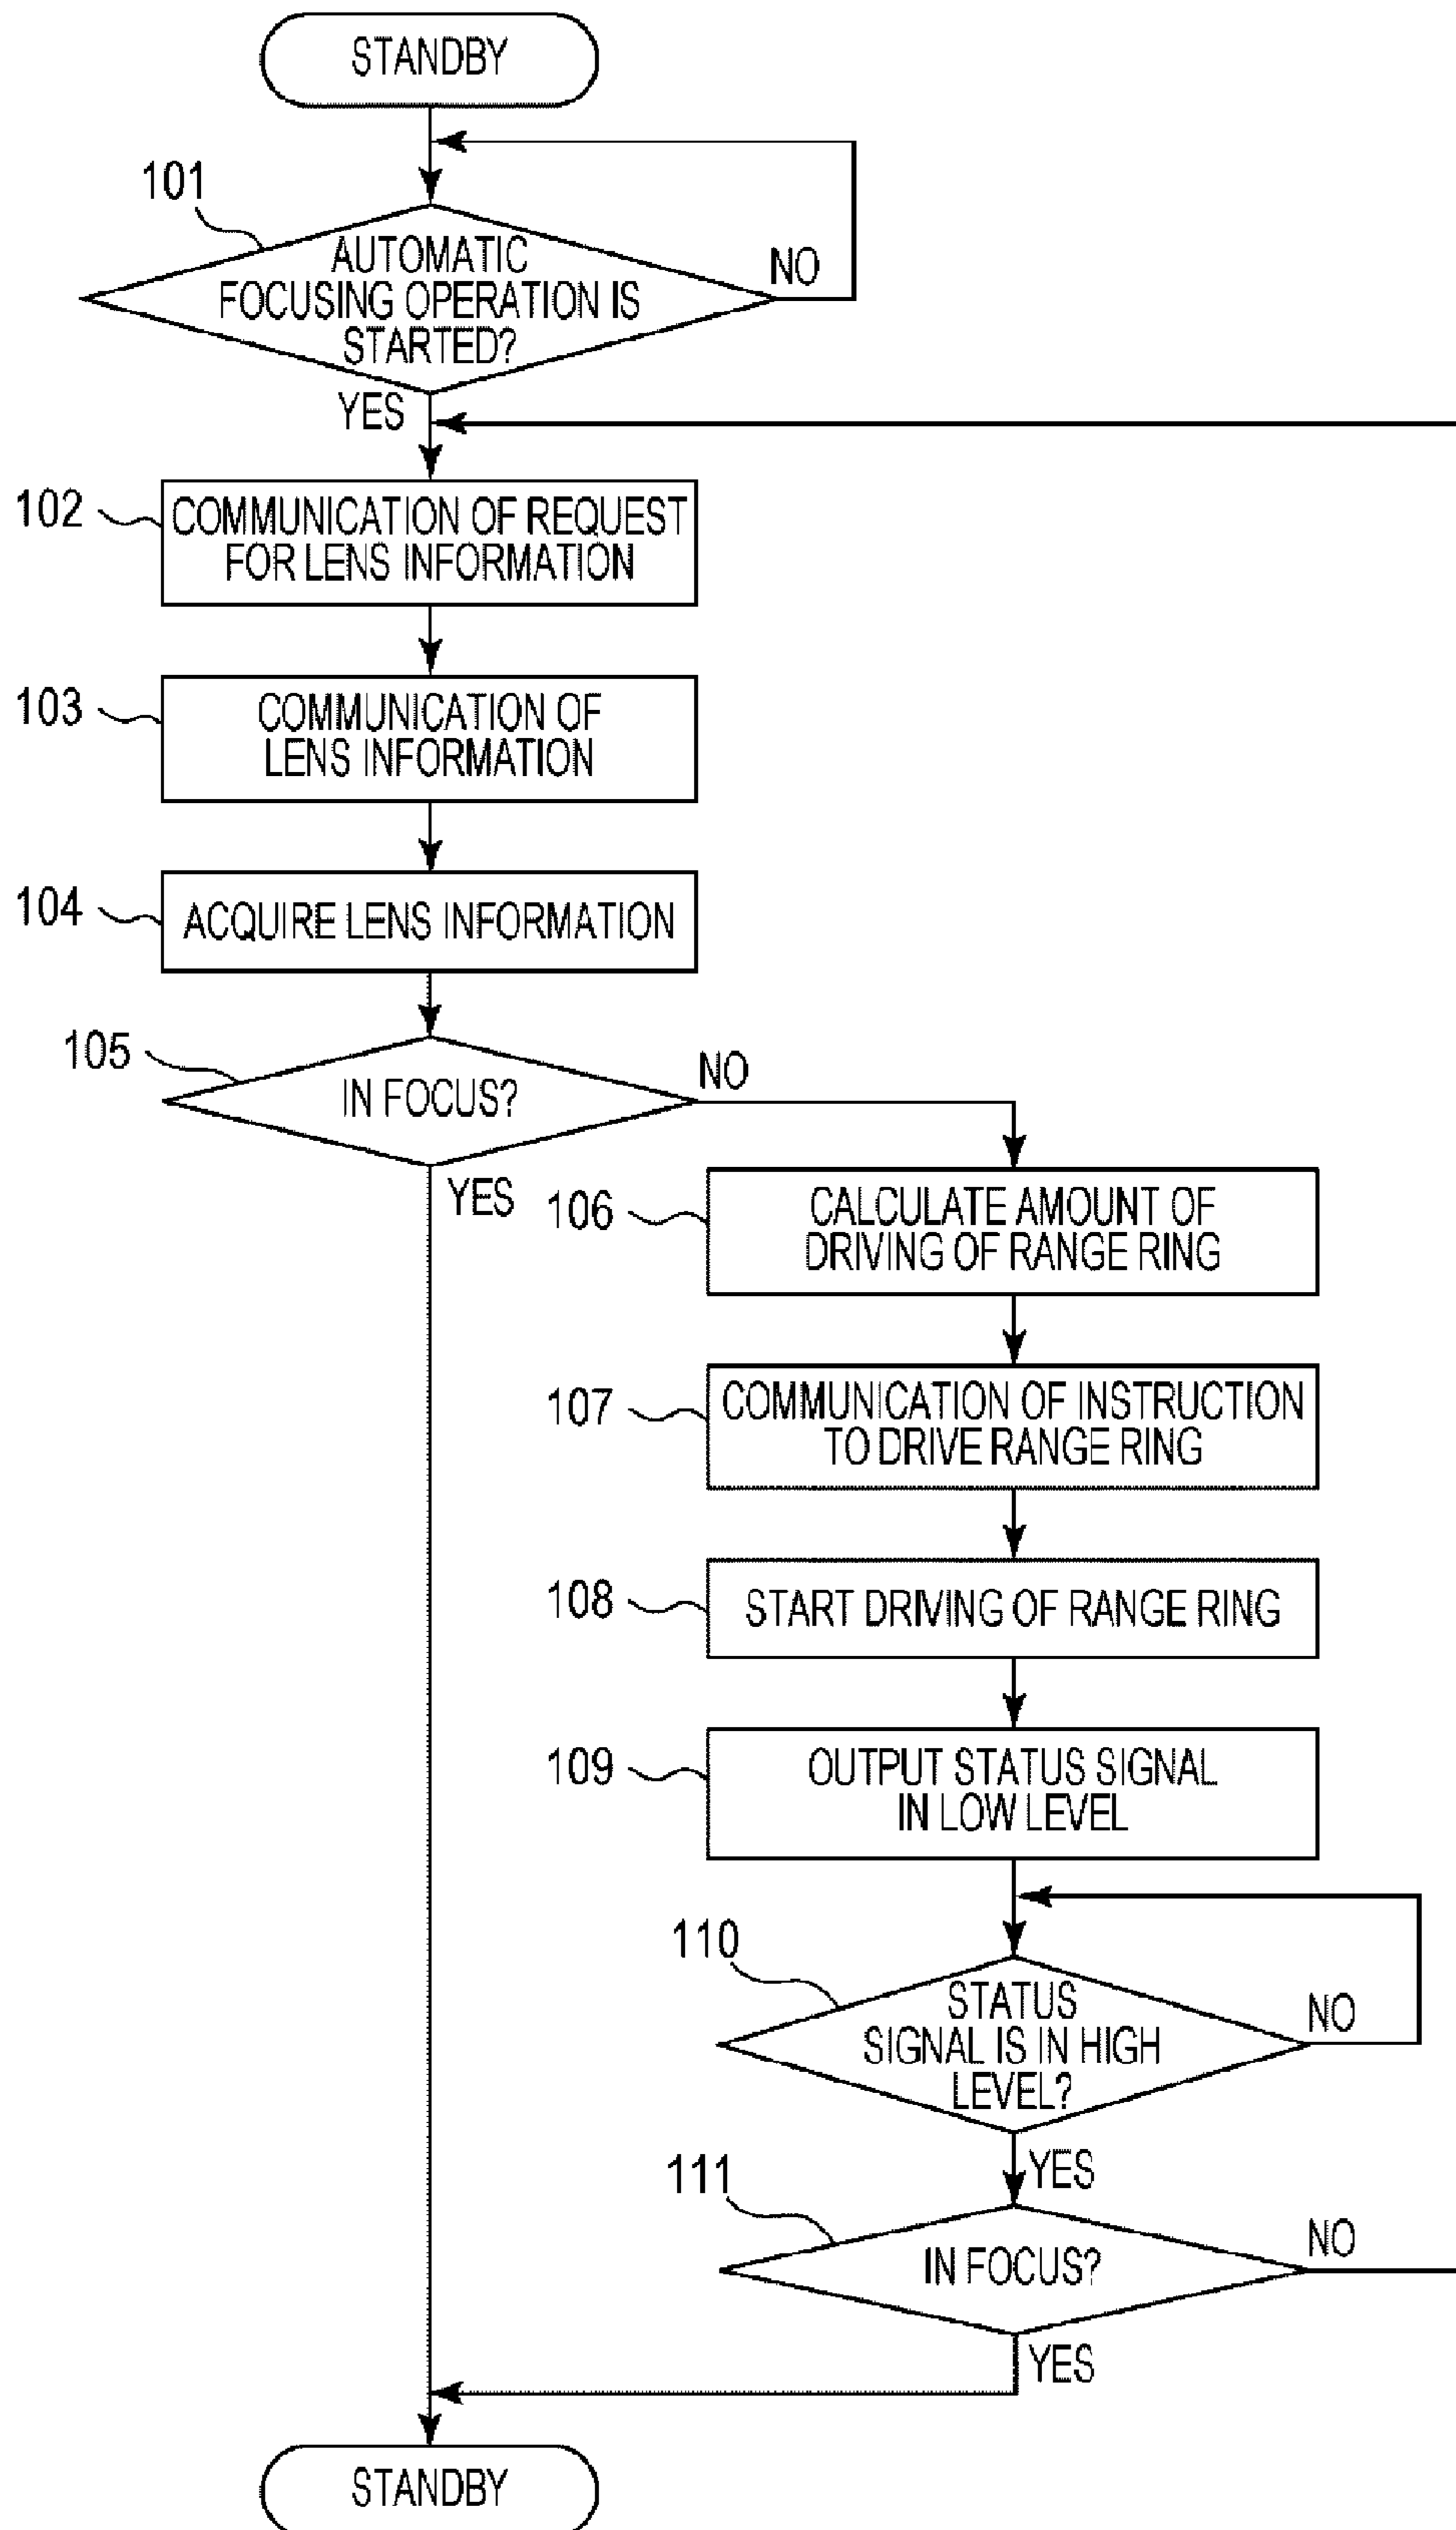 STANDBY
101
AUTOMATIC
FOCUSING OPERATION IS
STARTED?
NO
YES
102
COMMUNICATION OF REQUEST
FOR LENS INFORMATION
103
COMMUNICATION OF
LENS INFORMATION
104
ACQUIRE LENS INFORMATION
105
IN FOCUS?
NO
YES
106
CALCULATE AMOUNT OF
DRIVING OF RANGE RING
107
COMMUNICATION OF INSTRUCTION
TO DRIVE RANGE RING
108
START DRIVING OF RANGE RING
109
OUTPUT STATUS SIGNAL
IN LOW LEVEL
110
STATUS
SIGNAL IS IN HIGH
LEVEL?
NO
YES
111
IN FOCUS?
NO
YES
STANDBY